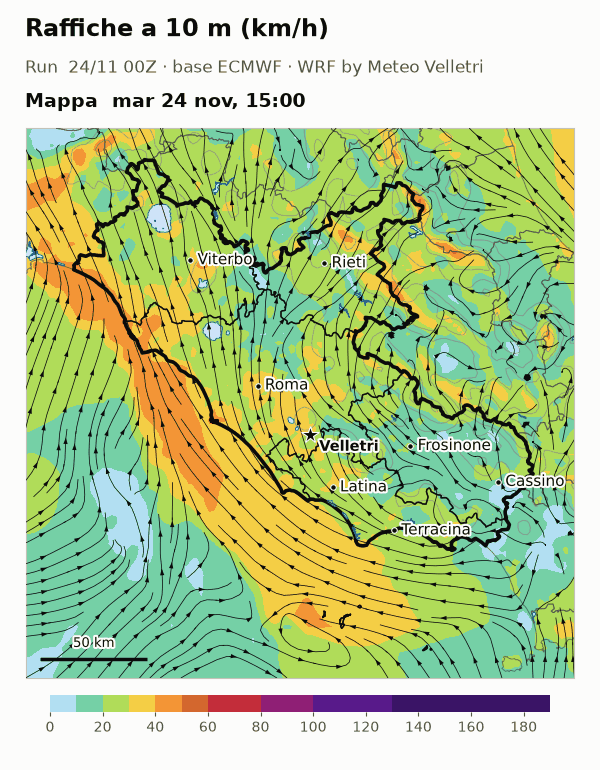 Raffiche a 10 m (km/h)
Run  24/11 00Z · base ECMWF · WRF by Meteo Velletri
Mappa  mar 24 nov, 15:00
Viterbo
Rieti
Roma
Velletri
Frosinone
Latina
Cassino
Terracina
50 km
0 20 40 60 80 100 120 140 160 180